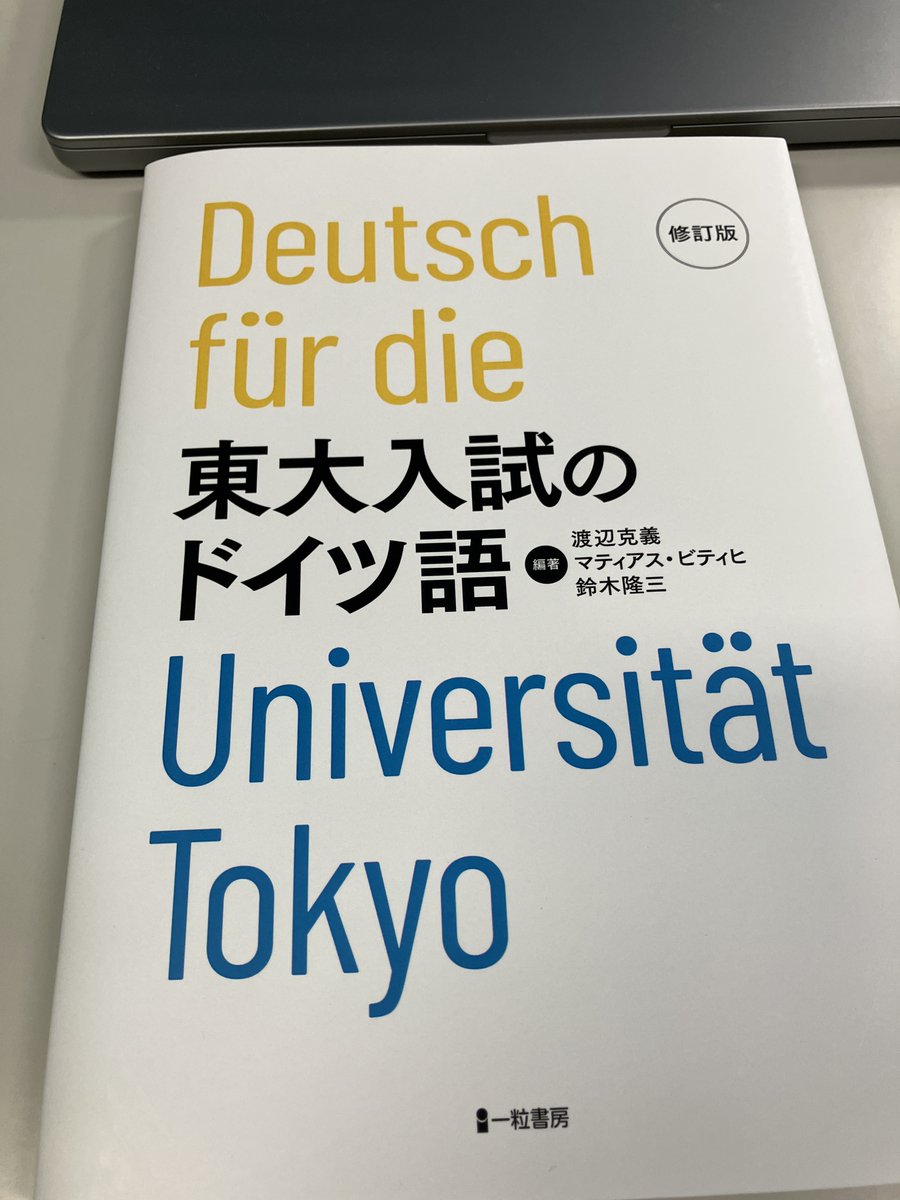 Deutsch
für die
修訂版
東大入試の
ドイツ語
編著
渡辺克義
マティアス・ビティヒ
鈴木隆三
Universität
Tokyo
一粒書房